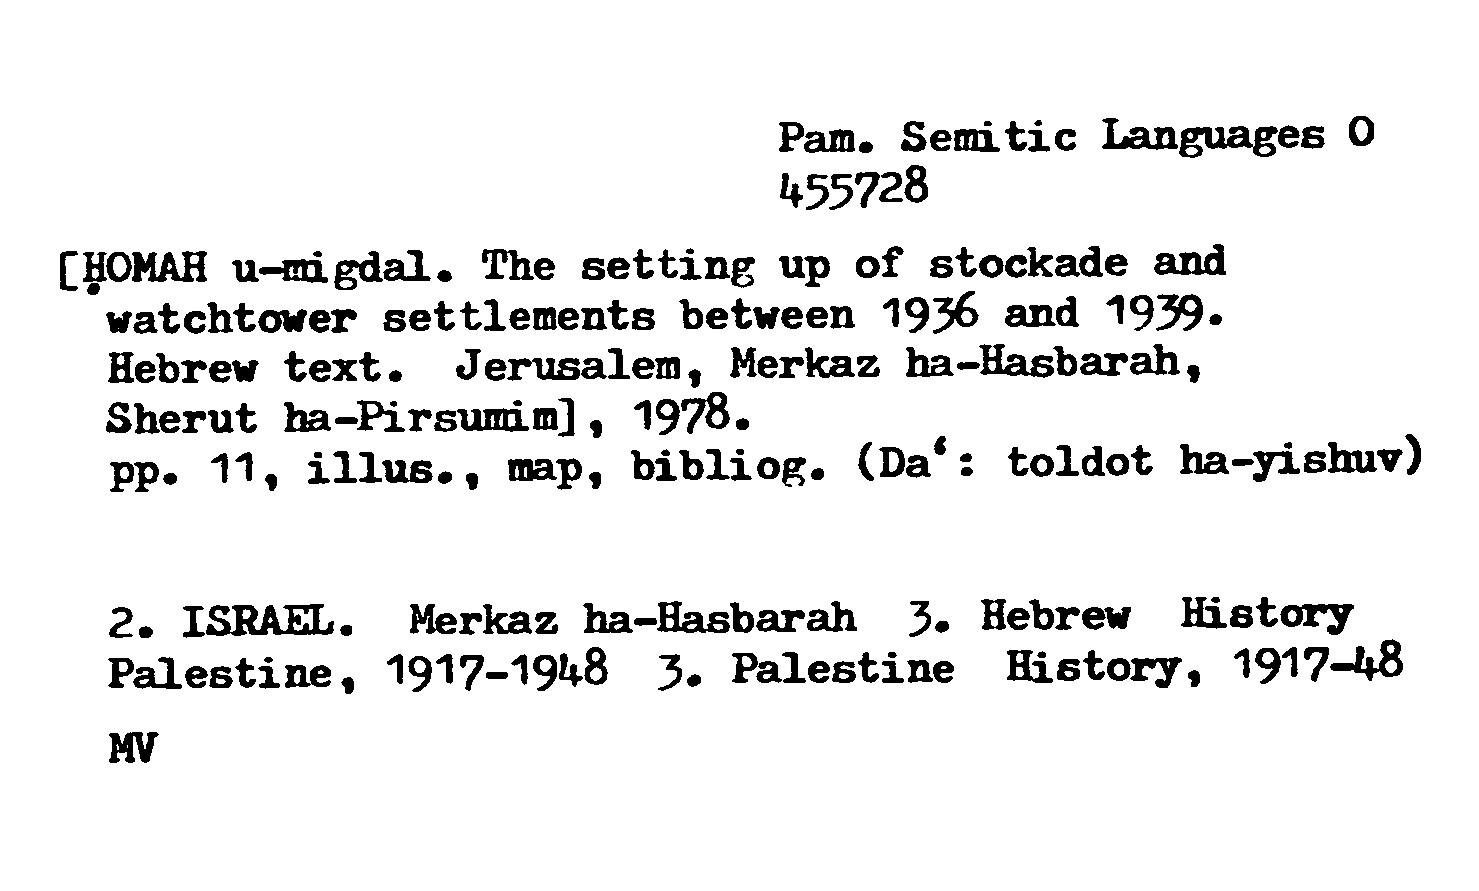 Pam. Semitic Languages O
455728
[ḤOMAH u-migdal. The setting up of stockade and
watchtower settlements between 1936 and 1939.
Hebrew text. Jerusalem, Merkaz ha-Hasbarah,
Sherut ha-Pirsumim], 1978.
pp. 11, illus., map, bibliog. (Da‘: toldot ha-yishuv)
2. ISRAEL. Merkaz ha-Hasbarah 3. Hebrew History
Palestine, 1917-1948 3. Palestine History, 1917-48
MV